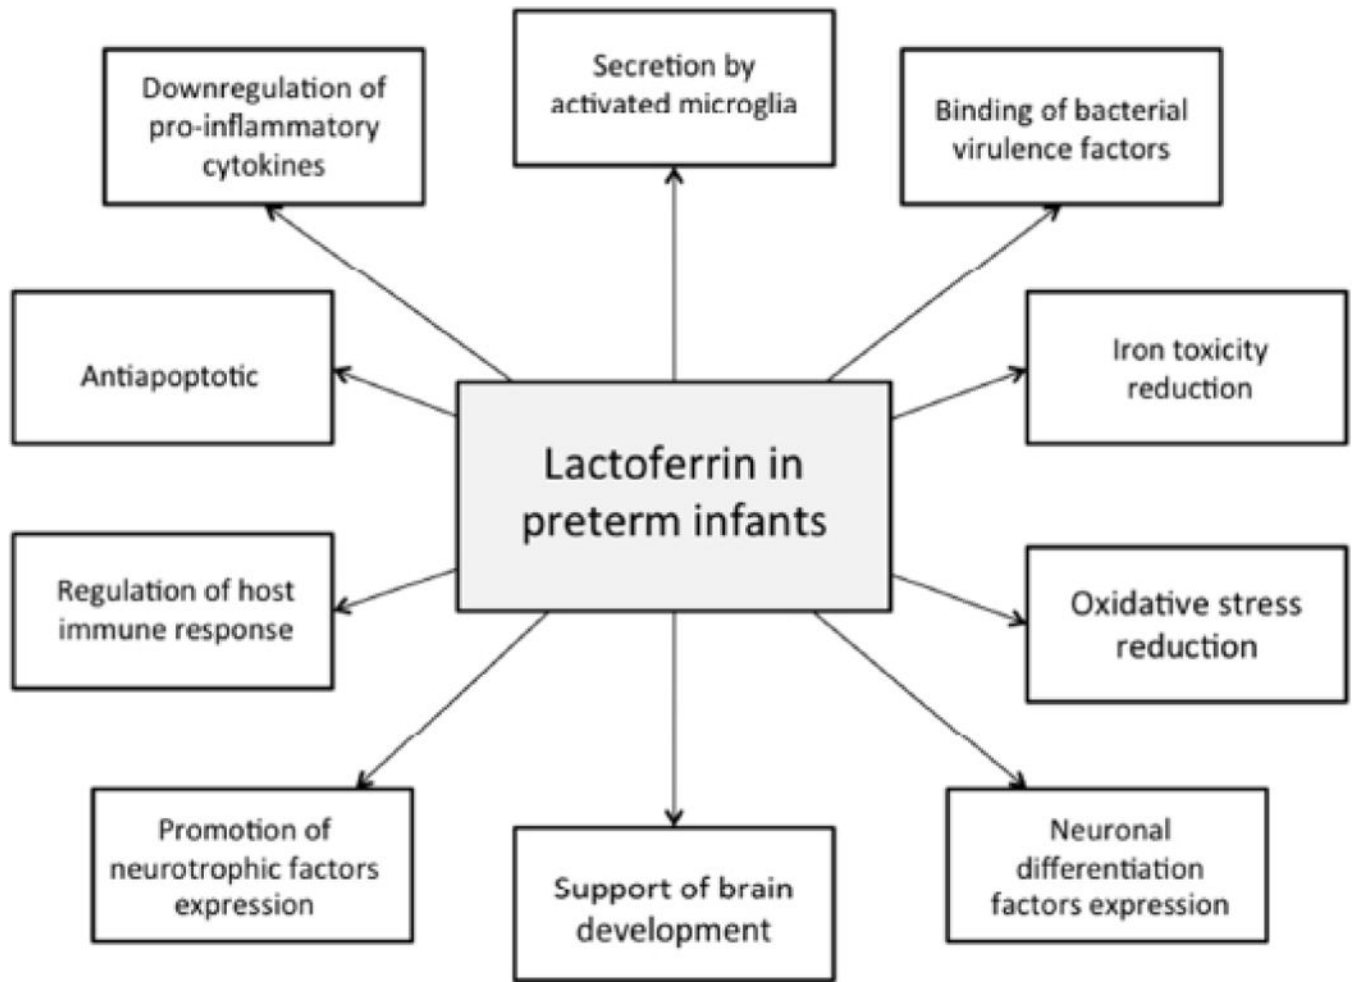 Secretion by
activated microglia
Downregulation of
pro-inflammatory
cytokines
Binding of bacterial
virulence factors
Antiapoptotic
Iron toxicity
reduction
Lactoferrin in
preterm infants
Regulation of host
immune response
Oxidative stress
reduction
Promotion of
neurotrophic factors
expression
Support of brain
development
Neuronal
differentiation
factors expression